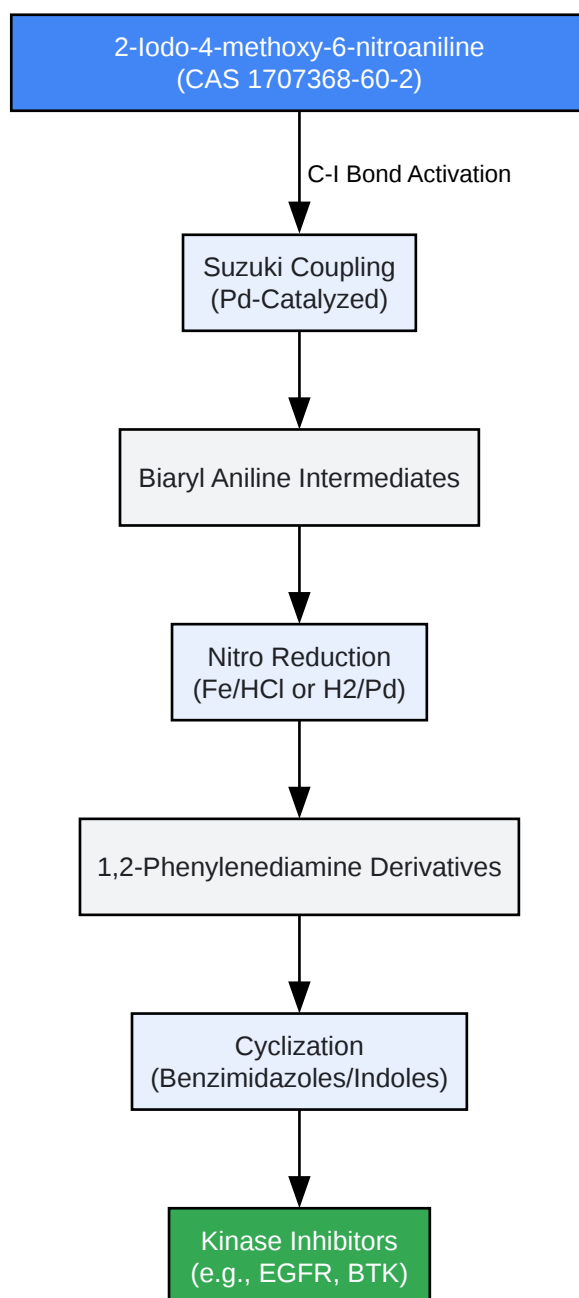 2-Iodo-4-methoxy-6-nitroaniline
(CAS 1707368-60-2)
C-I Bond Activation
Suzuki Coupling
(Pd-Catalyzed)
Biaryl Aniline Intermediates
Nitro Reduction
(Fe/HCl or H2/Pd)
1,2-Phenylenediamine Derivatives
Cyclization
(Benzimidazoles/Indoles)
Kinase Inhibitors
(e.g., EGFR, BTK)